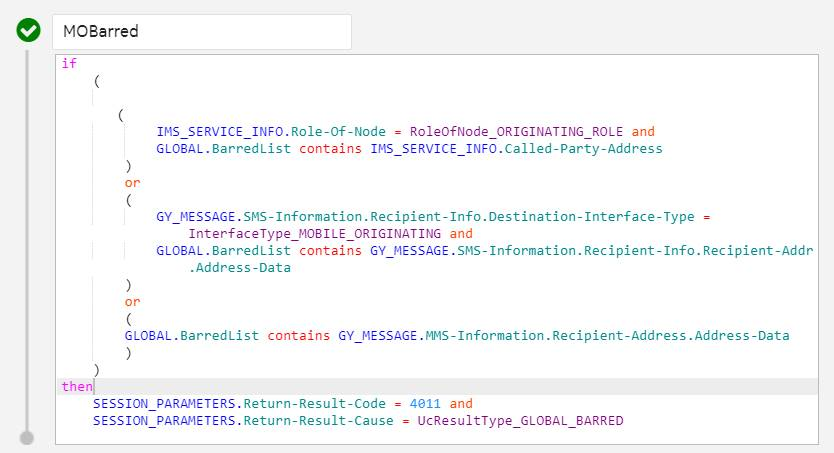 MOBarred
if
(
(
IMS_SERVICE_INFO.Role-Of-Node = RoleOfNode_ORIGINATING_ROLE and
GLOBAL.BarredList contains IMS_SERVICE_INFO.Called-Party-Address
)
or
(
GY_MESSAGE.SMS-Information.Recipient-Info.Destination-Interface-Type =
InterfaceType_MOBILE_ORIGINATING and
GLOBAL.BarredList contains GY_MESSAGE.SMS-Information.Recipient-Info.Recipient-Addr
.Address-Data
)
or
(
GLOBAL.BarredList contains GY_MESSAGE.MMS-Information.Recipient-Address.Address-Data
)
)
then
SESSION_PARAMETERS.Return-Result-Code = 4011 and
SESSION_PARAMETERS.Return-Result-Cause = UcResultType_GLOBAL_BARRED